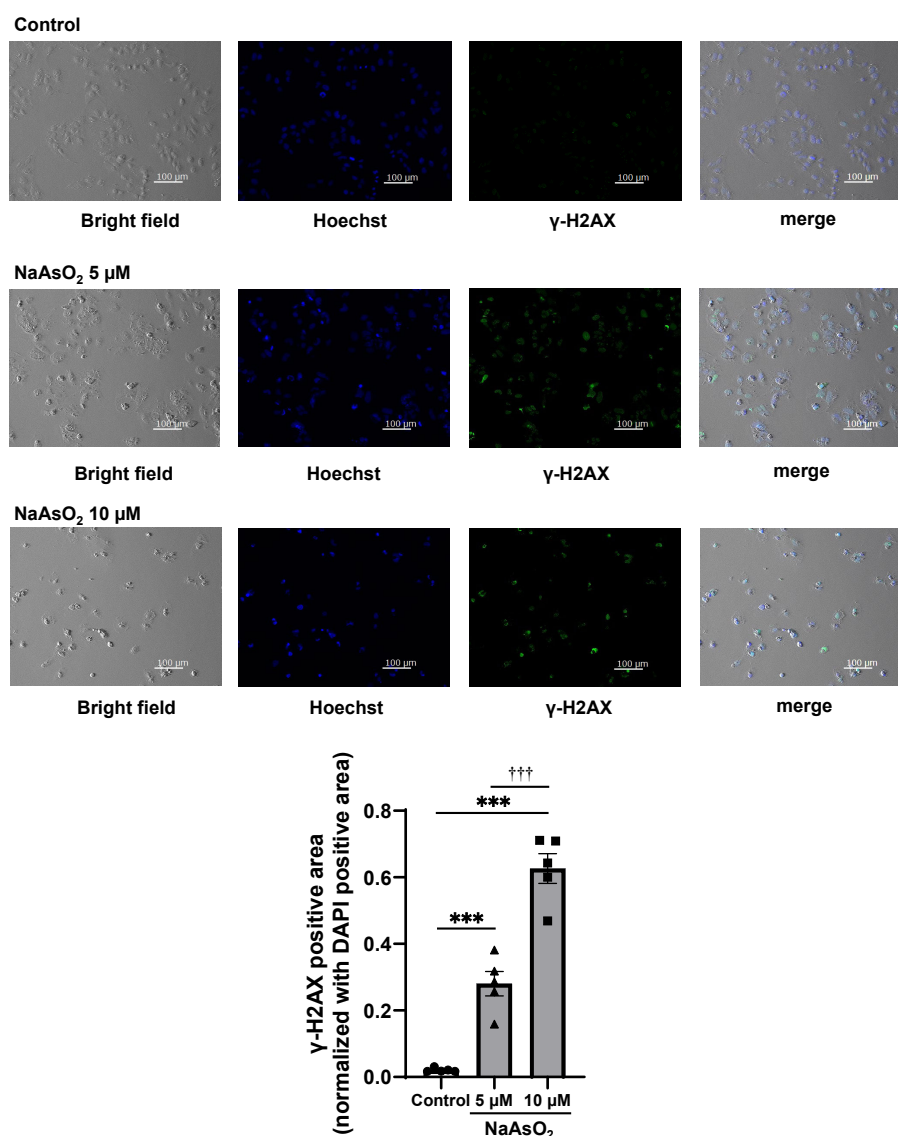 Control
100 µm 100 µm 100 µm 100 µm
Bright field Hoechst γ-H2AX merge
NaAsO₂ 5 µM
100 µm 100 µm 100 µm 100 µm
Bright field Hoechst γ-H2AX merge
NaAsO₂ 10 µM
100 µm 100 µm 100 µm 100 µm
Bright field Hoechst γ-H2AX merge
γ-H2AX positive area
(normalized with DAPI positive area)
†††
***
***
0.8
0.6
0.4
0.2
0.0
Control 5 µM 10 µM
NaAsO₂